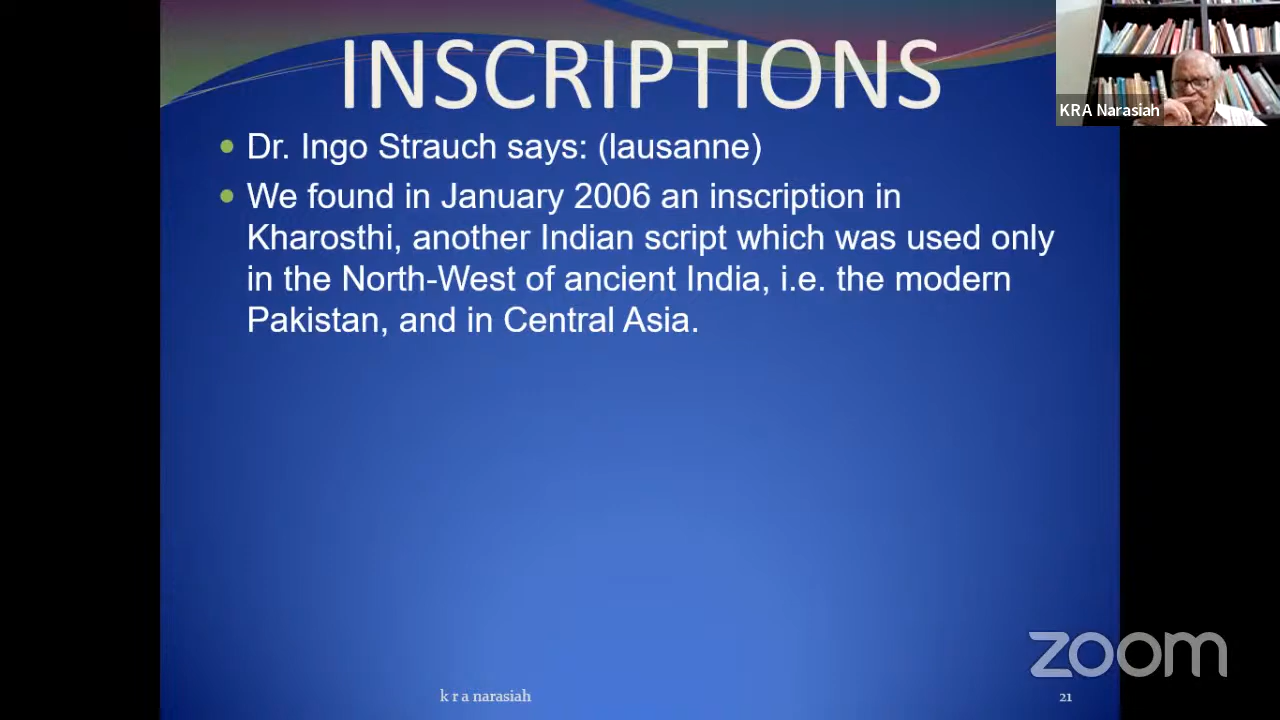 INSCRIPTIONS
KRA Narasiah
Dr. Ingo Strauch says: (lausanne)
We found in January 2006 an inscription in
Kharosthi, another Indian script which was used only
in the North-West of ancient India, i.e. the modern
Pakistan, and in Central Asia.
zoom
k r a narasiah
21